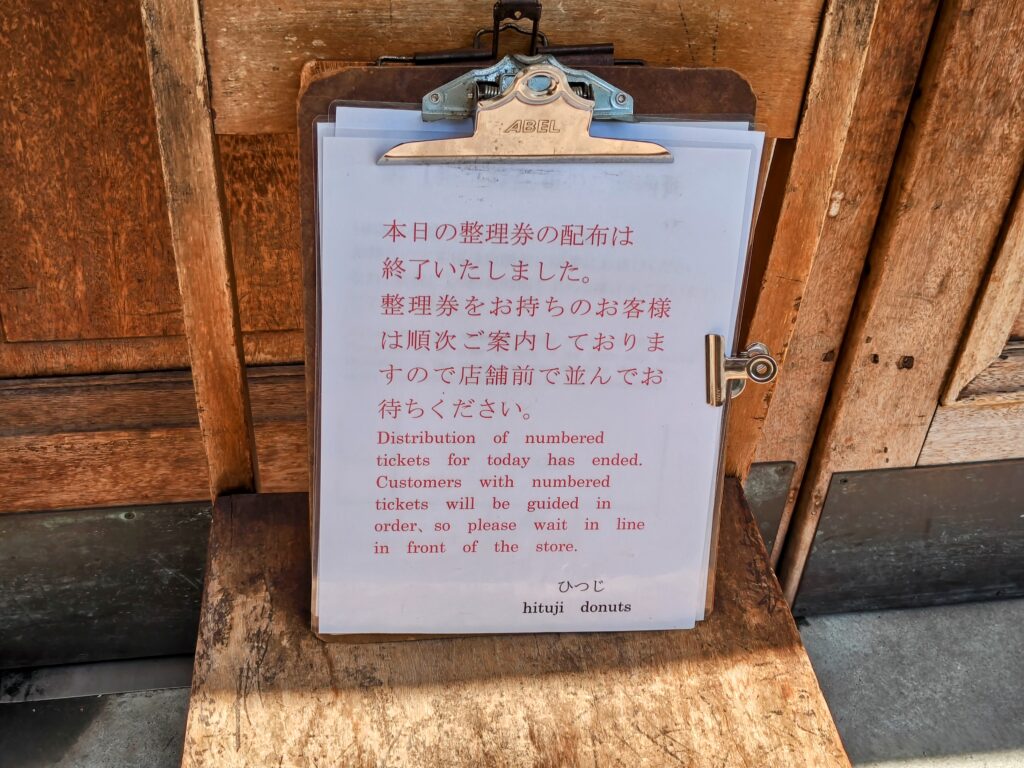 ABEL
本日の整理券の配布は
終了いたしました。
整理券をお持ちのお客様
は順次ご案内しておりま
すので店舗前で並んでお
待ちください。
Distribution of numbered
tickets for today has ended.
Customers with numbered
tickets will be guided in
order、so please wait in line
in front of the store.
ひつじ
hituji donuts